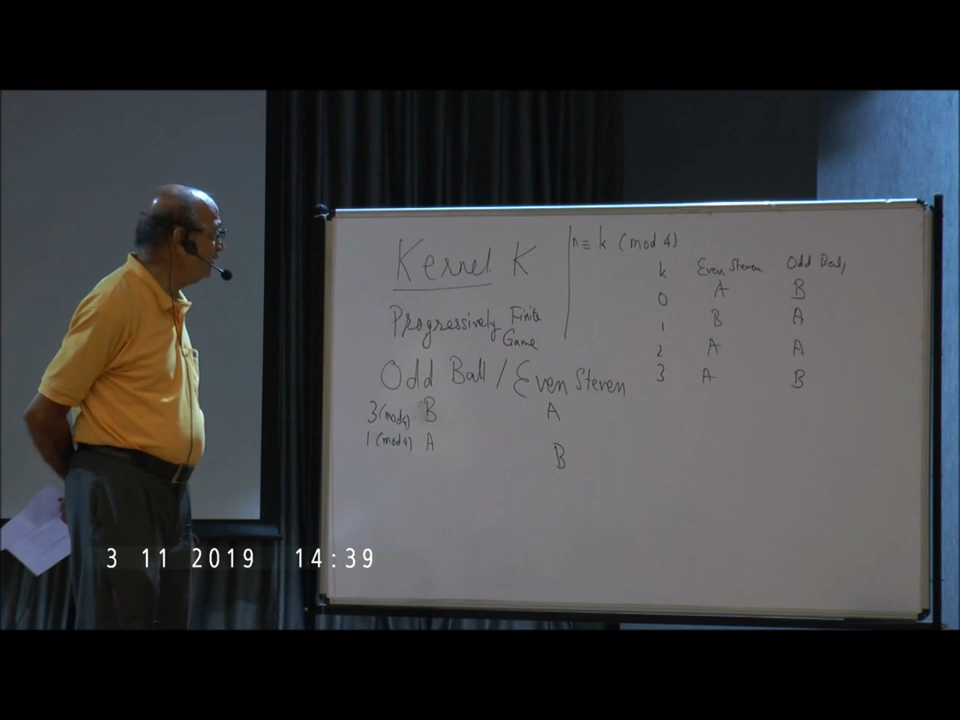 Kernel K
Progressively Finite
Game
Odd Ball / Even Steven
3 (mod 4) B A
1 (mod 4) A
B
n ≡ k (mod 4)
k Even Steven Odd Ball
0 A B
1 B A
2 A A
3 A B
3 11 2019 14:39